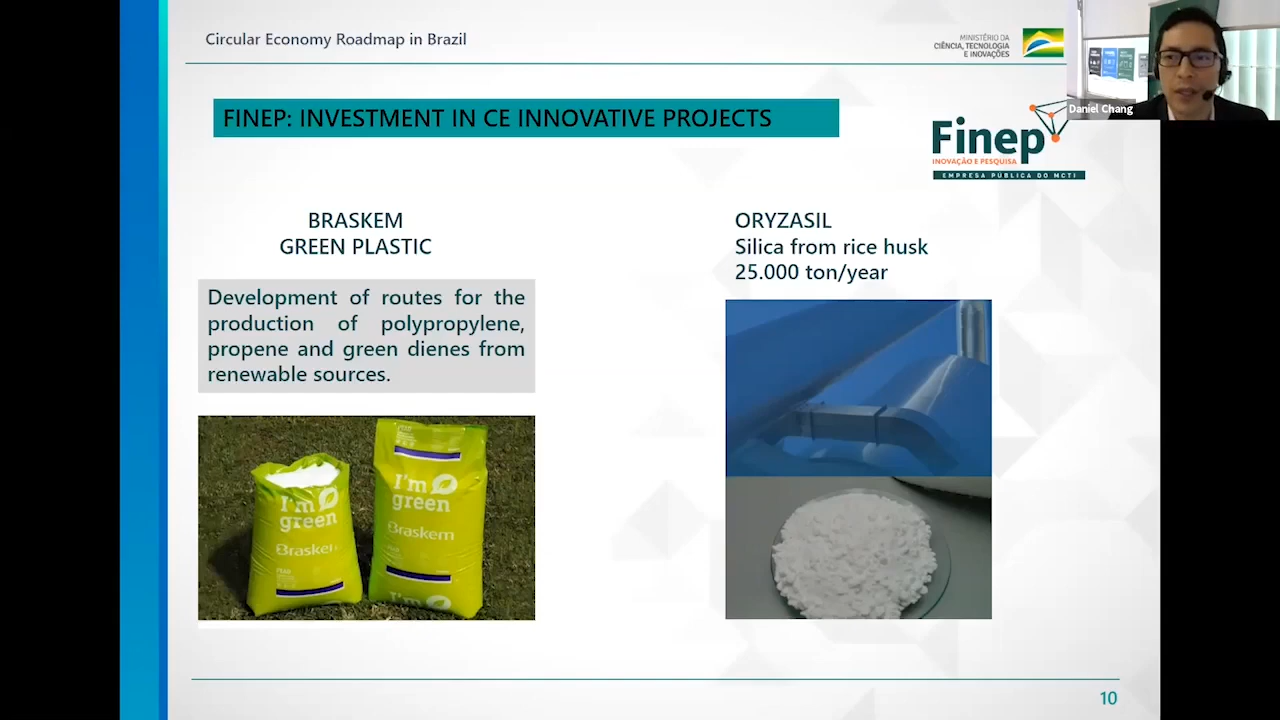 Circular Economy Roadmap in Brazil
MINISTÉRIO DA
CIÊNCIA, TECNOLOGIA
E INOVAÇÕES
Daniel Chang
FINEP: INVESTMENT IN CE INNOVATIVE PROJECTS
Finep
INOVAÇÃO E PESQUISA
EMPRESA PÚBLICA DO MCTI
BRASKEM
GREEN PLASTIC
Development of routes for the
production of polypropylene,
propene and green dienes from
renewable sources.
I'm
green
Braskem
I'm
green
Braskem
I'm
ORYZASIL
Silica from rice husk
25.000 ton/year
10